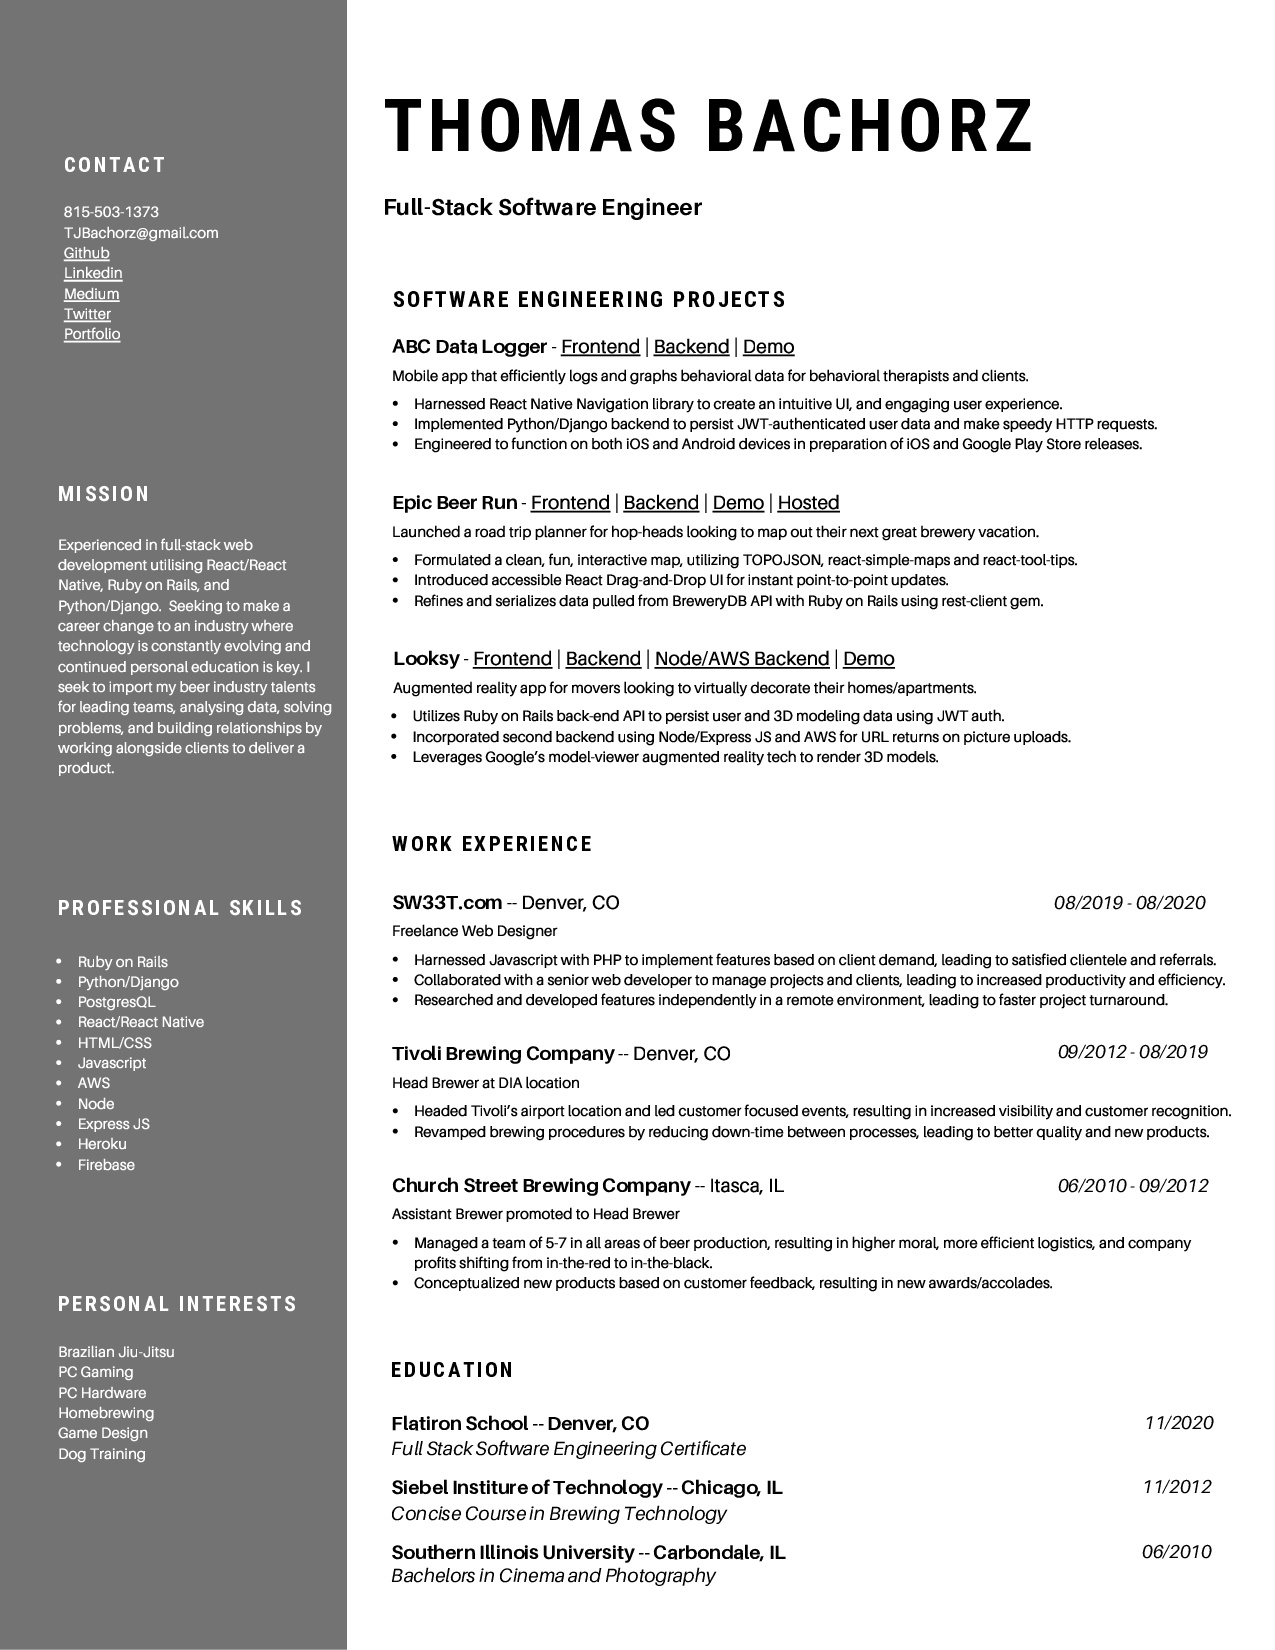 CONTACT
815-503-1373
TJBachorz@gmail.com
Github
Linkedin
Medium
Twitter
Portfolio
MISSION
Experienced in full-stack web
development utilising React/React
Native, Ruby on Rails, and
Python/Django.  Seeking to make a
career change to an industry where
technology is constantly evolving and
continued personal education is key. I
seek to import my beer industry talents
for leading teams, analysing data, solving
problems, and building relationships by
working alongside clients to deliver a
product.
PROFESSIONAL SKILLS
• Ruby on Rails
• Python/Django
• PostgresQL
• React/React Native
• HTML/CSS
• Javascript
• AWS
• Node
• Express JS
• Heroku
• Firebase
PERSONAL INTERESTS
Brazilian Jiu-Jitsu
PC Gaming
PC Hardware
Homebrewing
Game Design
Dog Training
THOMAS BACHORZ
Full-Stack Software Engineer
SOFTWARE ENGINEERING PROJECTS
ABC Data Logger - Frontend | Backend | Demo
Mobile app that efficiently logs and graphs behavioral data for behavioral therapists and clients.
• Harnessed React Native Navigation library to create an intuitive UI, and engaging user experience.
• Implemented Python/Django backend to persist JWT-authenticated user data and make speedy HTTP requests.
• Engineered to function on both iOS and Android devices in preparation of iOS and Google Play Store releases.
Epic Beer Run - Frontend | Backend | Demo | Hosted
Launched a road trip planner for hop-heads looking to map out their next great brewery vacation.
• Formulated a clean, fun, interactive map, utilizing TOPOJSON, react-simple-maps and react-tool-tips.
• Introduced accessible React Drag-and-Drop UI for instant point-to-point updates.
• Refines and serializes data pulled from BreweryDB API with Ruby on Rails using rest-client gem.
Looksy - Frontend | Backend | Node/AWS Backend | Demo
Augmented reality app for movers looking to virtually decorate their homes/apartments.
• Utilizes Ruby on Rails back-end API to persist user and 3D modeling data using JWT auth.
• Incorporated second backend using Node/Express JS and AWS for URL returns on picture uploads.
• Leverages Google’s model-viewer augmented reality tech to render 3D models.
WORK EXPERIENCE
SW33T.com -- Denver, CO 08/2019 - 08/2020
Freelance Web Designer
• Harnessed Javascript with PHP to implement features based on client demand, leading to satisfied clientele and referrals.
• Collaborated with a senior web developer to manage projects and clients, leading to increased productivity and efficiency.
• Researched and developed features independently in a remote environment, leading to faster project turnaround.
Tivoli Brewing Company -- Denver, CO 09/2012 - 08/2019
Head Brewer at DIA location
• Headed Tivoli’s airport location and led customer focused events, resulting in increased visibility and customer recognition.
• Revamped brewing procedures by reducing down-time between processes, leading to better quality and new products.
Church Street Brewing Company -- Itasca, IL 06/2010 - 09/2012
Assistant Brewer promoted to Head Brewer
• Managed a team of 5-7 in all areas of beer production, resulting in higher moral, more efficient logistics, and company
profits shifting from in-the-red to in-the-black.
• Conceptualized new products based on customer feedback, resulting in new awards/accolades.
EDUCATION
Flatiron School -- Denver, CO 11/2020
Full Stack Software Engineering Certificate
Siebel Institure of Technology -- Chicago, IL 11/2012
Concise Course in Brewing Technology
Southern Illinois University -- Carbondale, IL 06/2010
Bachelors in Cinema and Photography